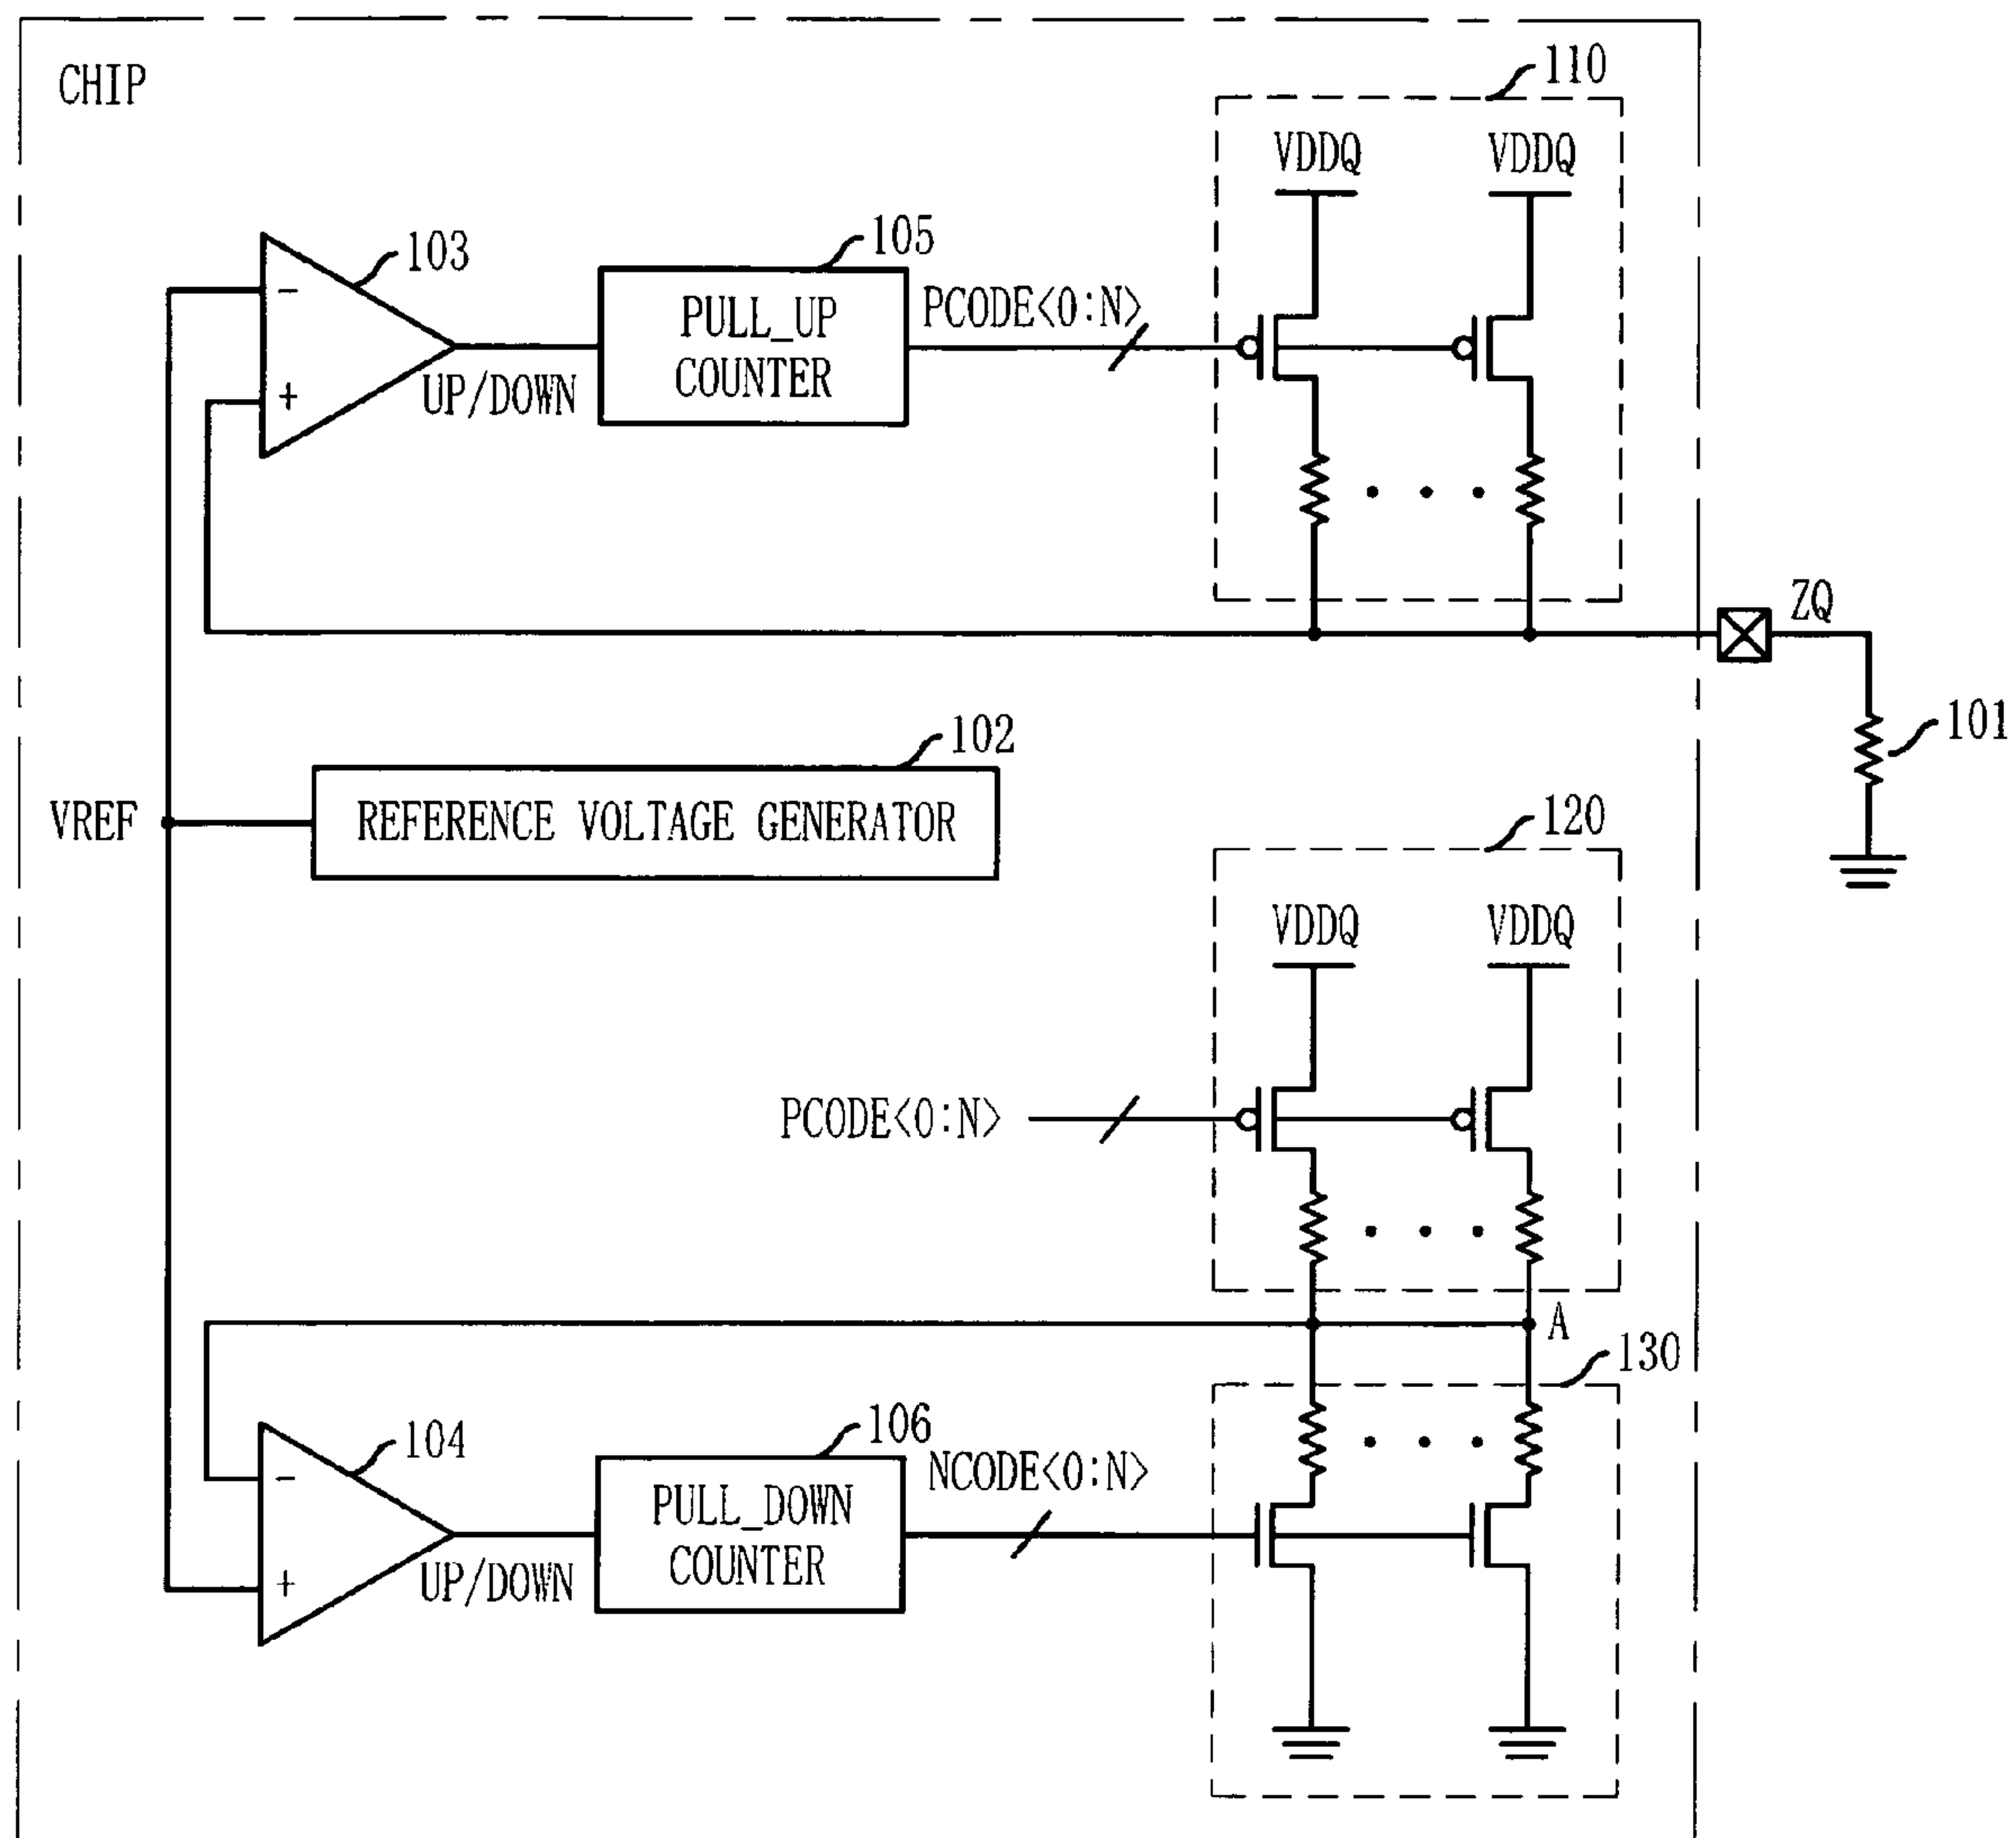 CHIP
110
VDDQ VDDQ
103
105
-
+
UP/DOWN
PULL_UP
COUNTER
PCODE<0:N>
ZQ
101
102
VREF
REFERENCE VOLTAGE GENERATOR
120
VDDQ VDDQ
PCODE<0:N>
A
130
104
106
-
+
UP/DOWN
PULL_DOWN
COUNTER
NCODE<0:N>